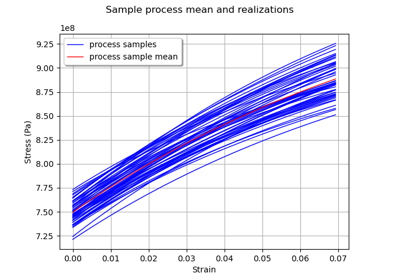 Sample process mean and realizations
1e8
process samples
process sample mean
9.25
9.00
8.75
8.50
8.25
8.00
7.75
7.50
7.25
Stress (Pa)
0.00
0.01
0.02
0.03
0.04
0.05
0.06
0.07
Strain